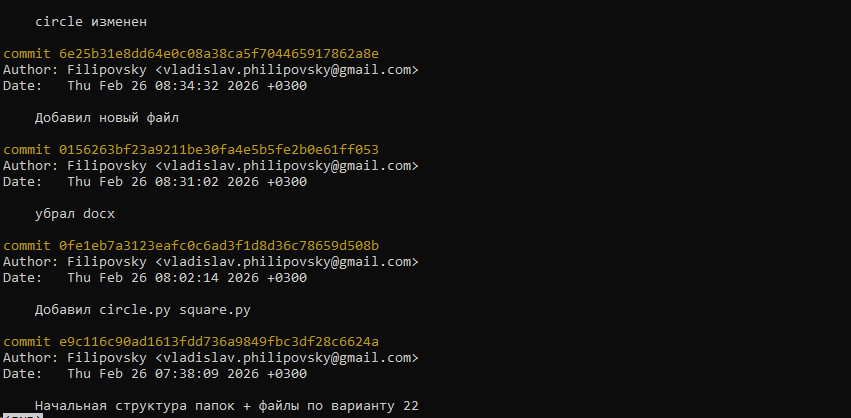 circle изменен
commit 6e25b31e8dd64e0c08a38ca5f704465917862a8e
Author: Filipovsky <vladislav.philipovsky@gmail.com>
Date:   Thu Feb 26 08:34:32 2026 +0300
Добавил новый файл
commit 0156263bf23a9211be30fa4e5b5fe2b0e61ff053
Author: Filipovsky <vladislav.philipovsky@gmail.com>
Date:   Thu Feb 26 08:31:02 2026 +0300
убрал docx
commit 0fe1eb7a3123eafc0c6ad3f1d8d36c78659d508b
Author: Filipovsky <vladislav.philipovsky@gmail.com>
Date:   Thu Feb 26 08:02:14 2026 +0300
Добавил circle.py square.py
commit e9c116c90ad1613fdd736a9849fbc3df28c6624a
Author: Filipovsky <vladislav.philipovsky@gmail.com>
Date:   Thu Feb 26 07:38:09 2026 +0300
Начальная структура папок + файлы по варианту 22